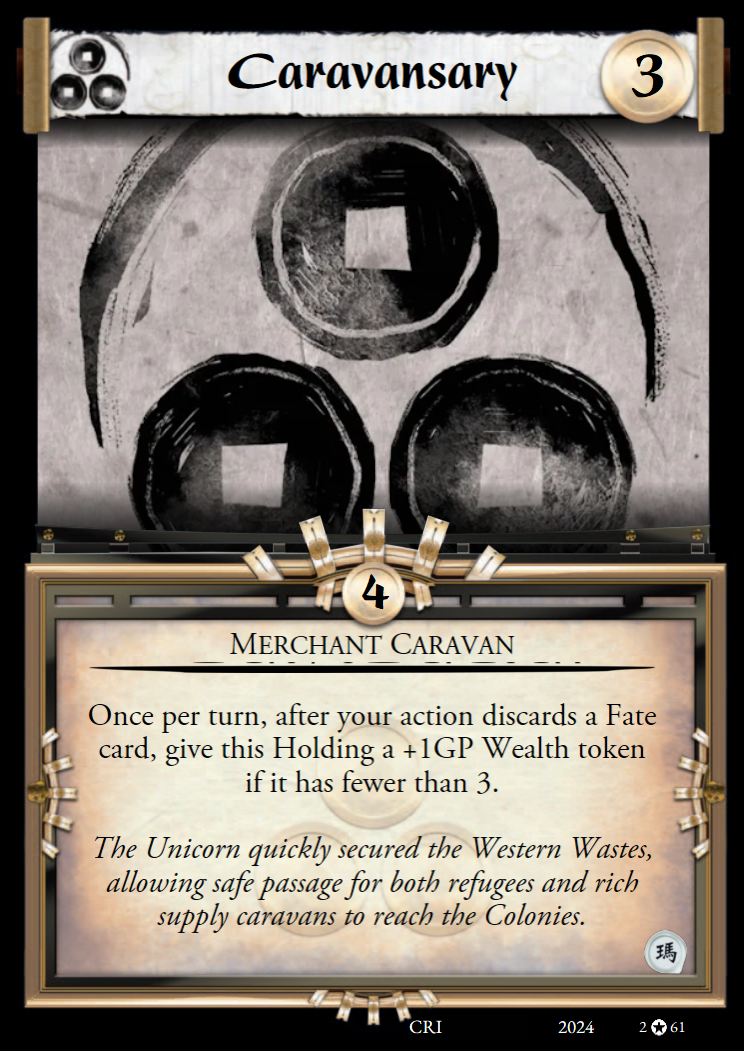 Caravansary
3
4
Merchant Caravan
Once per turn, after your action discards a Fate
card, give this Holding a +1GP Wealth token
if it has fewer than 3.
The Unicorn quickly secured the Western Wastes,
allowing safe passage for both refugees and rich
supply caravans to reach the Colonies.
瑪
CRI 2024 2 ✪ 61